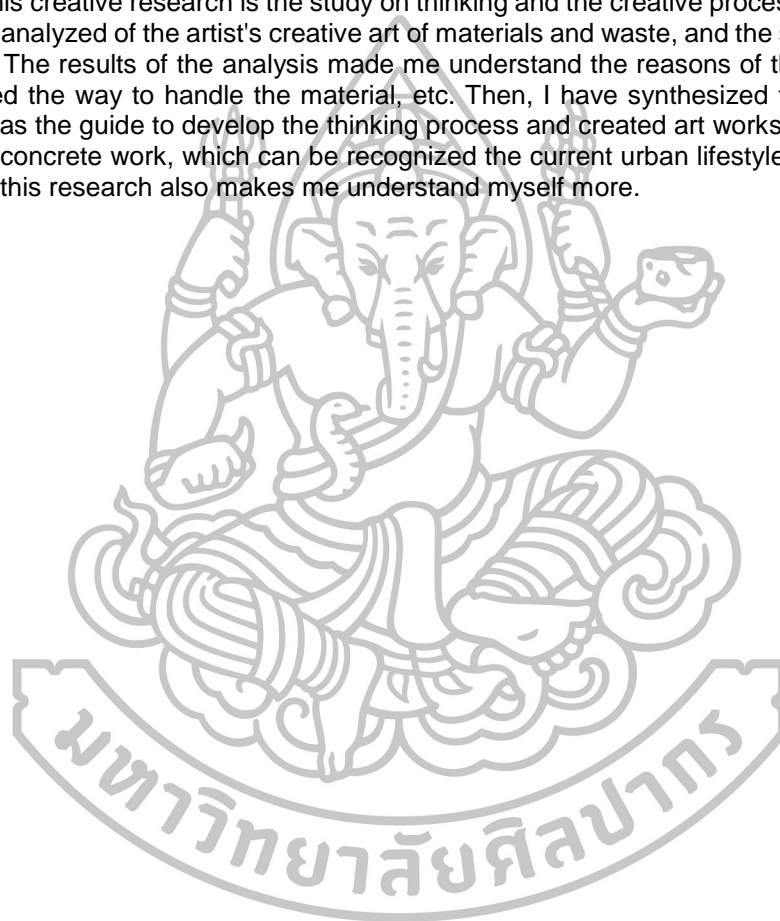 his creative research is the study on thinking and the creative proces
analyzed of the artist's creative art of materials and waste, and the s
The results of the analysis made me understand the reasons of th
ed the way to handle the material, etc. Then, I have synthesized t
as the guide to develop the thinking process and created art works
concrete work, which can be recognized the current urban lifestyle
this research also makes me understand myself more.
มหาวิทยาลัยศิลปากร